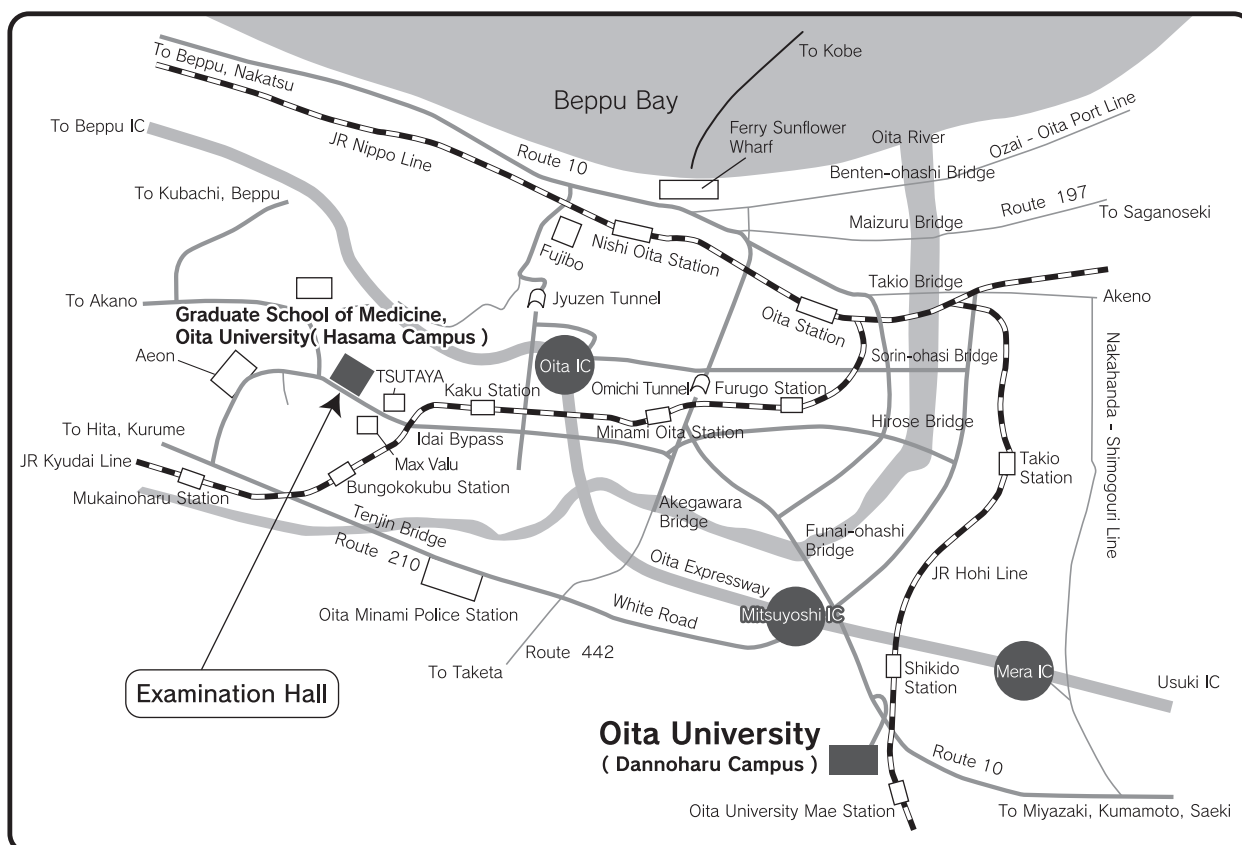 To Beppu, Nakatsu
To Kobe
Beppu Bay
To Beppu IC
JR Nippo Line
Route 10
Ferry Sunflower
Wharf
Oita River
Ozai - Oita Port Line
Benten-ohashi Bridge
To Kubachi, Beppu
Maizuru Bridge
Route 197
To Saganoseki
Fujibo
Nishi Oita Station
Takio Bridge
To Akano
Jyuzen Tunnel
Akeno
Graduate School of Medicine,
Oita University( Hasama Campus )
Oita Station
Aeon
TSUTAYA
Oita IC
Sorin-ohasi Bridge
Kaku Station
Omichi Tunnel
Furugo Station
Nakahanda - Shimogouri Line
Hirose Bridge
To Hita, Kurume
Idai Bypass
Minami Oita Station
JR Kyudai Line
Max Valu
Takio
Station
Bungokokubu Station
Mukainoharu Station
Akegawara
Bridge
Tenjin Bridge
Funai-ohashi
Bridge
Route 210
Oita Expressway
JR Hohi Line
Oita Minami Police Station
White Road
Mitsuyoshi IC
Route 442
To Taketa
Shikido
Station
Mera IC
Usuki IC
Examination Hall
Oita University
( Dannoharu Campus )
Route 10
Oita University Mae Station
To Miyazaki, Kumamoto, Saeki